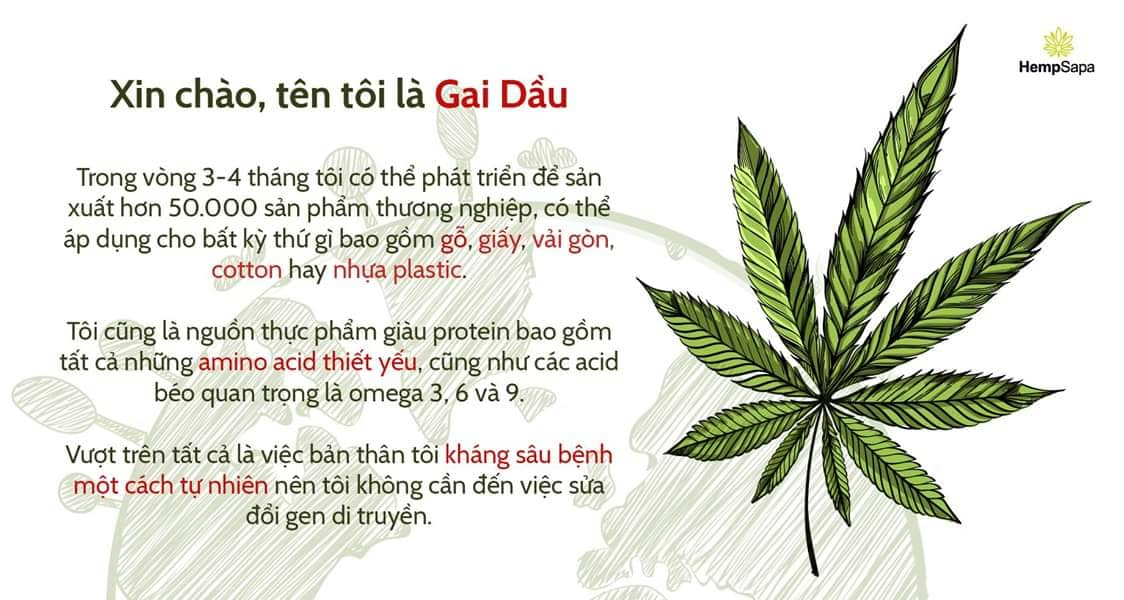 HempSapa
Xin chào, tên tôi là Gai Dầu
Trong vòng 3-4 tháng tôi có thể phát triển để sản
xuất hơn 50.000 sản phẩm thương nghiệp, có thể
áp dụng cho bất kỳ thứ gì bao gồm gỗ, giấy, vải gòn,
cotton hay nhựa plastic.
Tôi cũng là nguồn thực phẩm giàu protein bao gồm
tất cả những amino acid thiết yếu, cũng như các acid
béo quan trọng là omega 3, 6 và 9.
Vượt trên tất cả là việc bản thân tôi kháng sâu bệnh
một cách tự nhiên nên tôi không cần đến việc sửa
đổi gen di truyền.